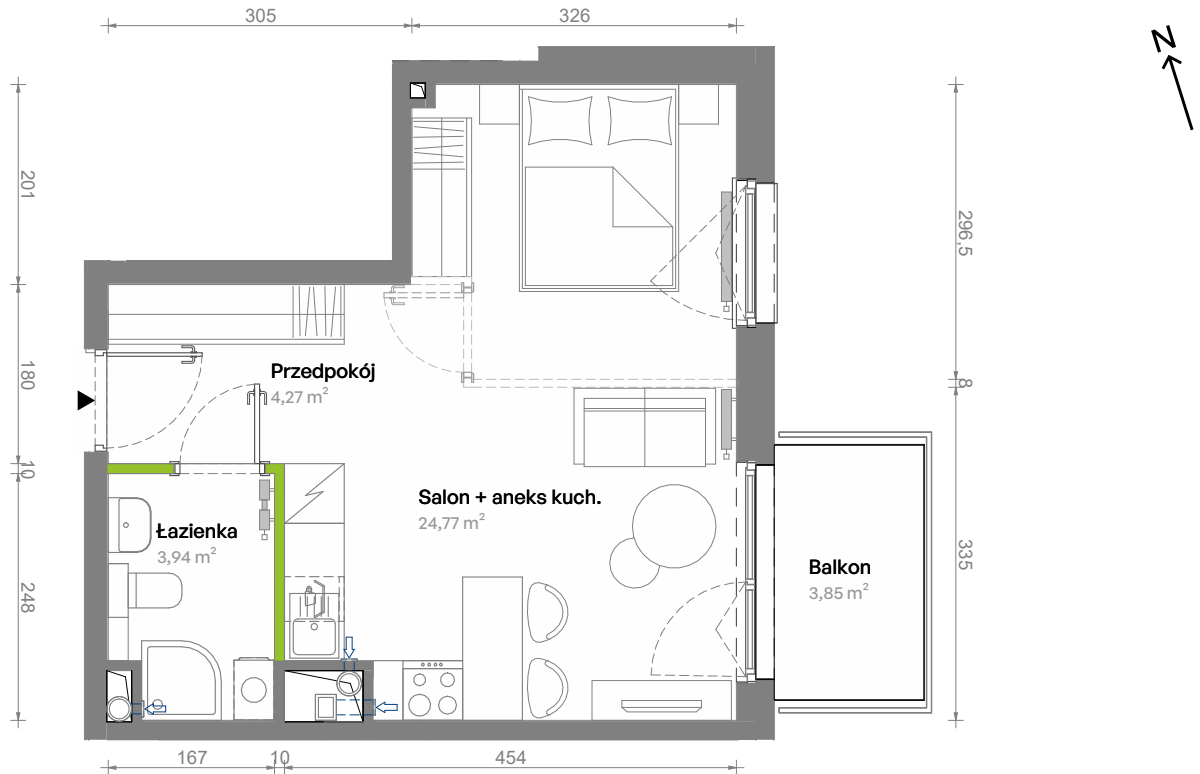 305
326
N
201
296,5
180
Przedpokój
4,27 m²
8
10
Salon + aneks kuch.
24,77 m²
Łazienka
3,94 m²
335
Balkon
3,85 m²
248
167
10
454